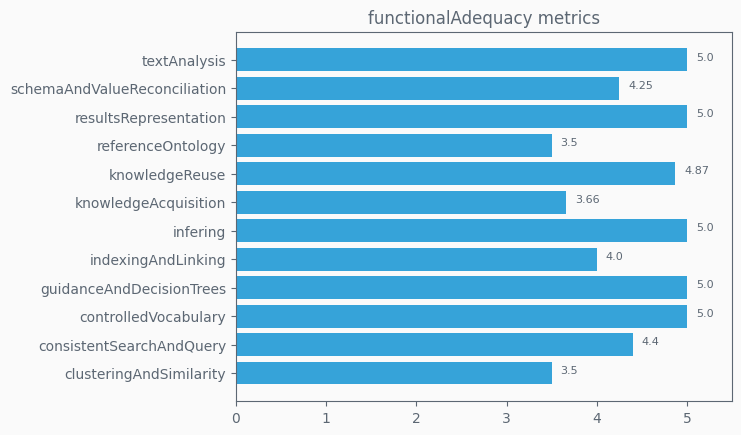 functionalAdequacy metrics
textAnalysis 5.0
schemaAndValueReconciliation 4.25
resultsRepresentation 5.0
referenceOntology 3.5
knowledgeReuse 4.87
knowledgeAcquisition 3.66
infering 5.0
indexingAndLinking 4.0
guidanceAndDecisionTrees 5.0
controlledVocabulary 5.0
consistentSearchAndQuery 4.4
clusteringAndSimilarity 3.5
0 1 2 3 4 5